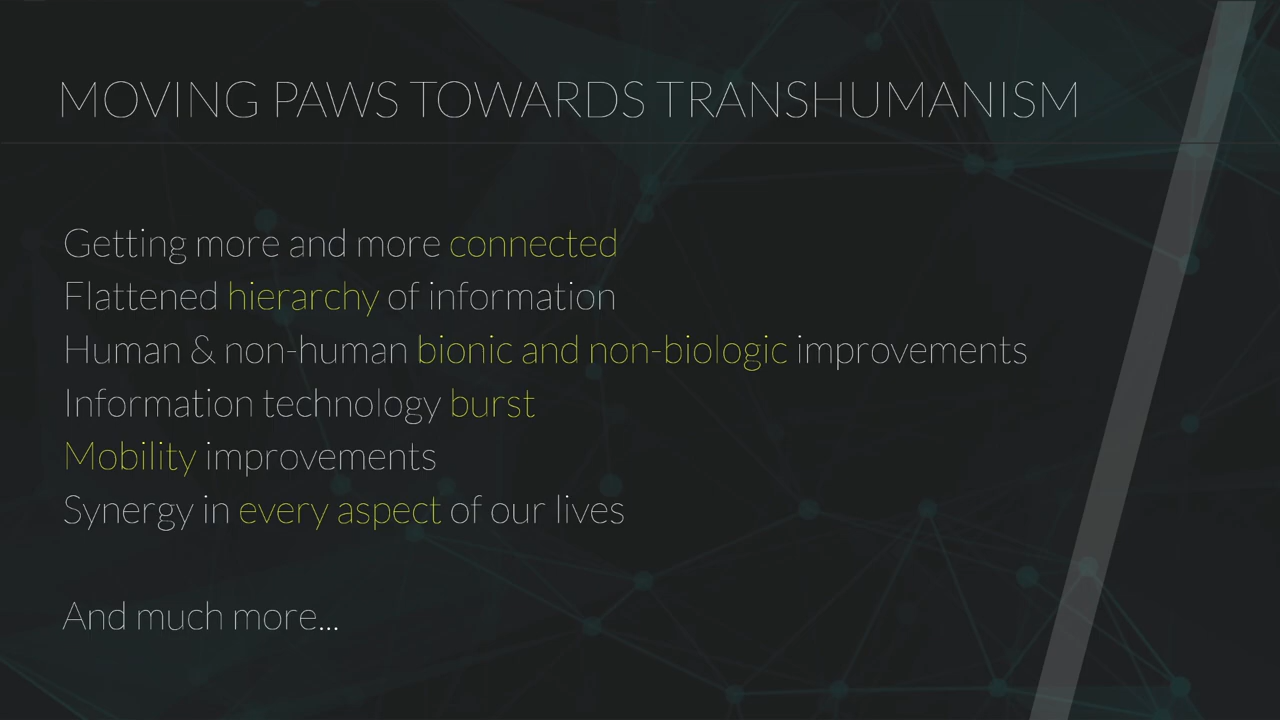 MOVING PAWS TOWARDS TRANSHUMANISM
Getting more and more connected
Flattened hierarchy of information
Human & non-human bionic and non-biologic improvements
Information technology burst
Mobility improvements
Synergy in every aspect of our lives
And much more...